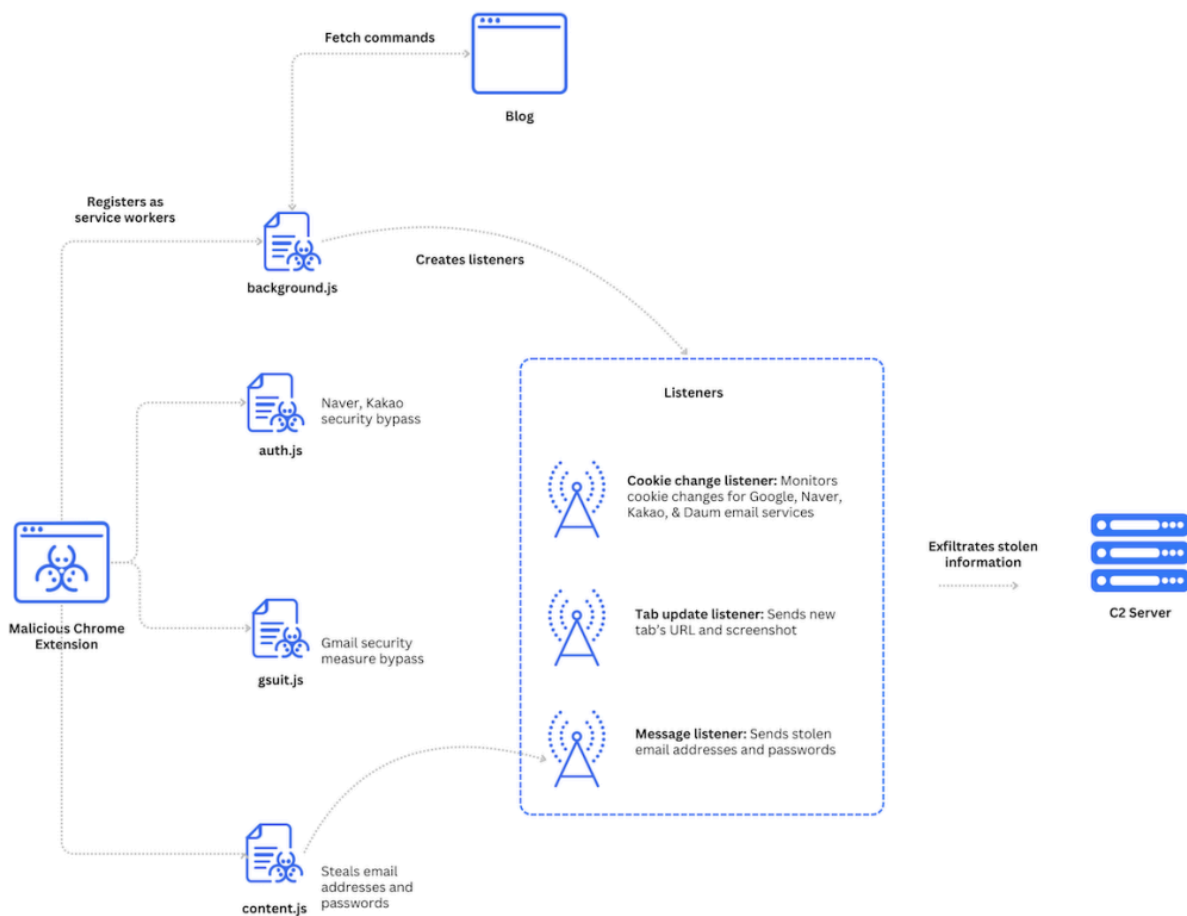 Fetch commands
Blog
Registers as
service workers
background.js
Creates listeners
Listeners
Naver, Kakao
security bypass
auth.js
Cookie change listener: Monitors
cookie changes for Google, Naver,
Kakao, & Daum email services
Exfiltrates stolen
information
C2 Server
Malicious Chrome
Extension
Tab update listener: Sends new
tab's URL and screenshot
Gmail security
measure bypass
gsuit.js
Message listener: Sends stolen
email addresses and passwords
Steals email
addresses and
passwords
content.js